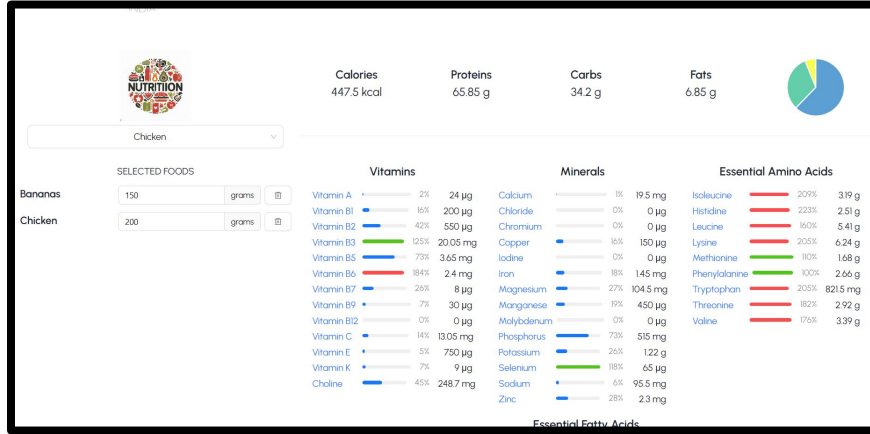 NUTRITION
Calories Proteins Carbs Fats
447.5 kcal 65.85 g 34.2 g 6.85 g
Chicken
SELECTED FOODS
Bananas 150 grams
Chicken 200 grams
Vitamins
Vitamin A 2% 24 µg
Vitamin B1 16% 200 µg
Vitamin B2 42% 550 µg
Vitamin B3 125% 20.05 mg
Vitamin B5 73% 3.65 mg
Vitamin B6 184% 2.4 mg
Vitamin B7 26% 8 µg
Vitamin B9 7% 30 µg
Vitamin B12 0% 0 µg
Vitamin C 14% 13.05 mg
Vitamin E 5% 750 µg
Vitamin K 7% 9 µg
Choline 45% 248.7 mg
Minerals
Calcium 1% 19.5 mg
Chloride 0% 0 µg
Chromium 0% 0 µg
Copper 16% 150 µg
Iodine 0% 0 µg
Iron 18% 1.45 mg
Magnesium 27% 104.5 mg
Manganese 19% 450 µg
Molybdenum 0% 0 µg
Phosphorus 73% 515 mg
Potassium 26% 1.22 g
Selenium 118% 65 µg
Sodium 6% 95.5 mg
Zinc 28% 2.3 mg
Essential Amino Acids
Isoleucine 209% 3.19 g
Histidine 223% 2.51 g
Leucine 160% 5.41 g
Lysine 205% 6.24 g
Methionine 110% 1.68 g
Phenylalanine 100% 2.66 g
Tryptophan 205% 821.5 mg
Threonine 182% 2.92 g
Valine 176% 3.39 g
Essential Fatty Acids